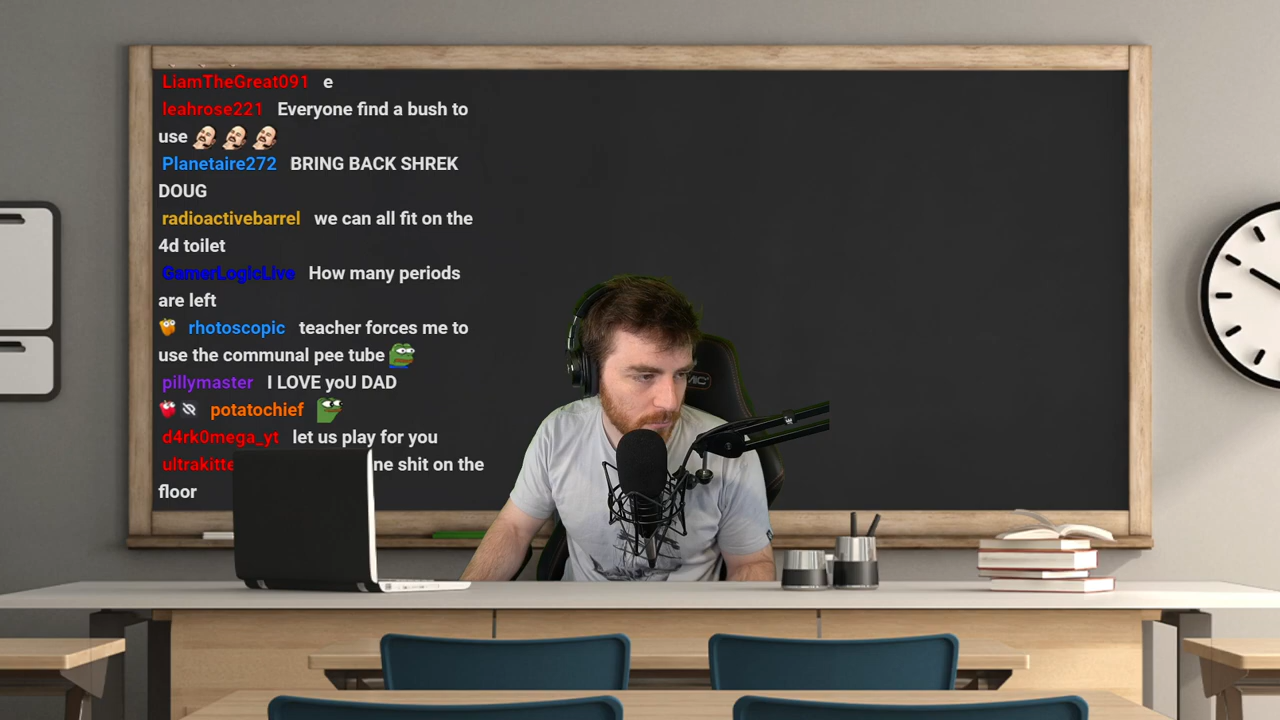 LiamTheGreat091 e
leahrose221 Everyone find a bush to
use
Planetaire272 BRING BACK SHREK
DOUG
radioactivebarrel we can all fit on the
4d toilet
GamerLogicLive How many periods
are left
rhotoscopic teacher forces me to
use the communal pee tube
pillymaster I LOVE yoU DAD
potatochief
d4rk0mega_yt let us play for you
shit on the
floor